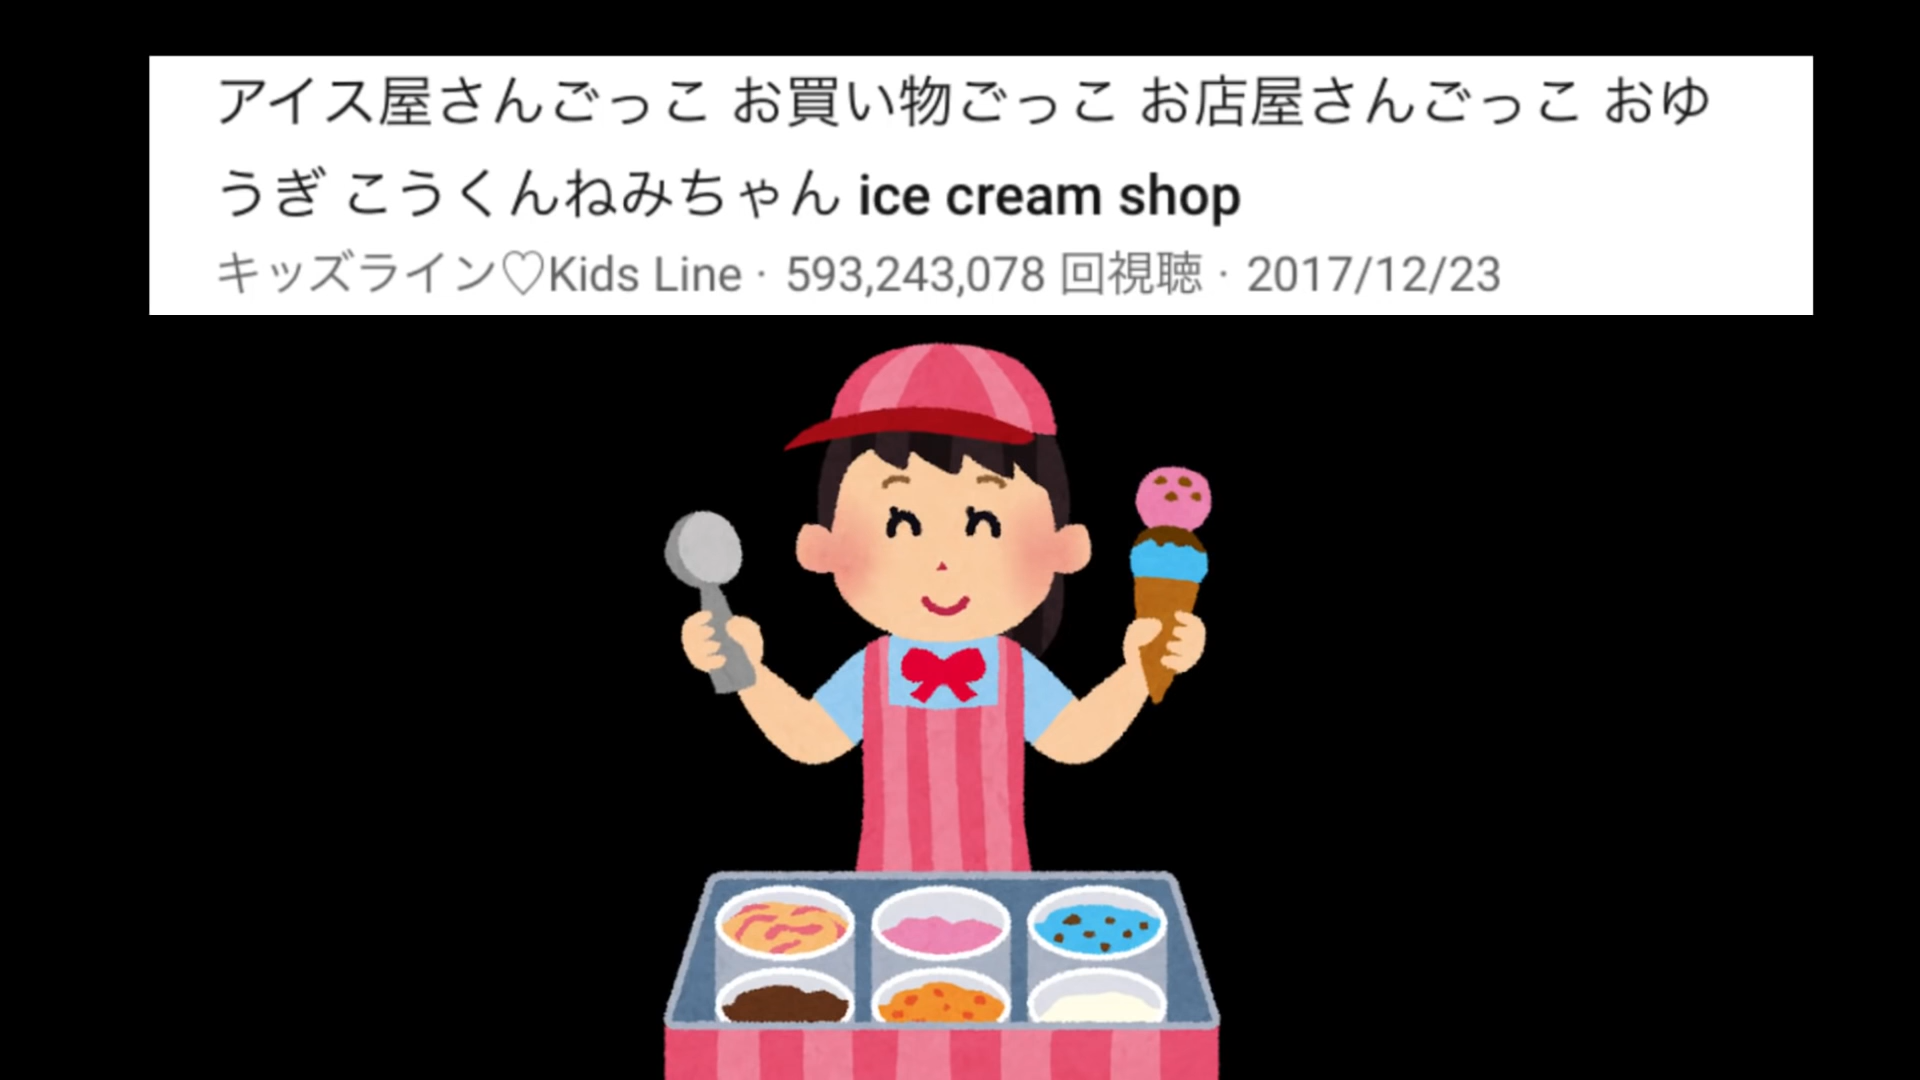 アイス屋さんごっこ お買い物ごっこ お店屋さんごっこ おゆ
うぎ こうくんねみちゃん ice cream shop
キッズライン♡Kids Line · 593,243,078 回視聴 · 2017/12/23